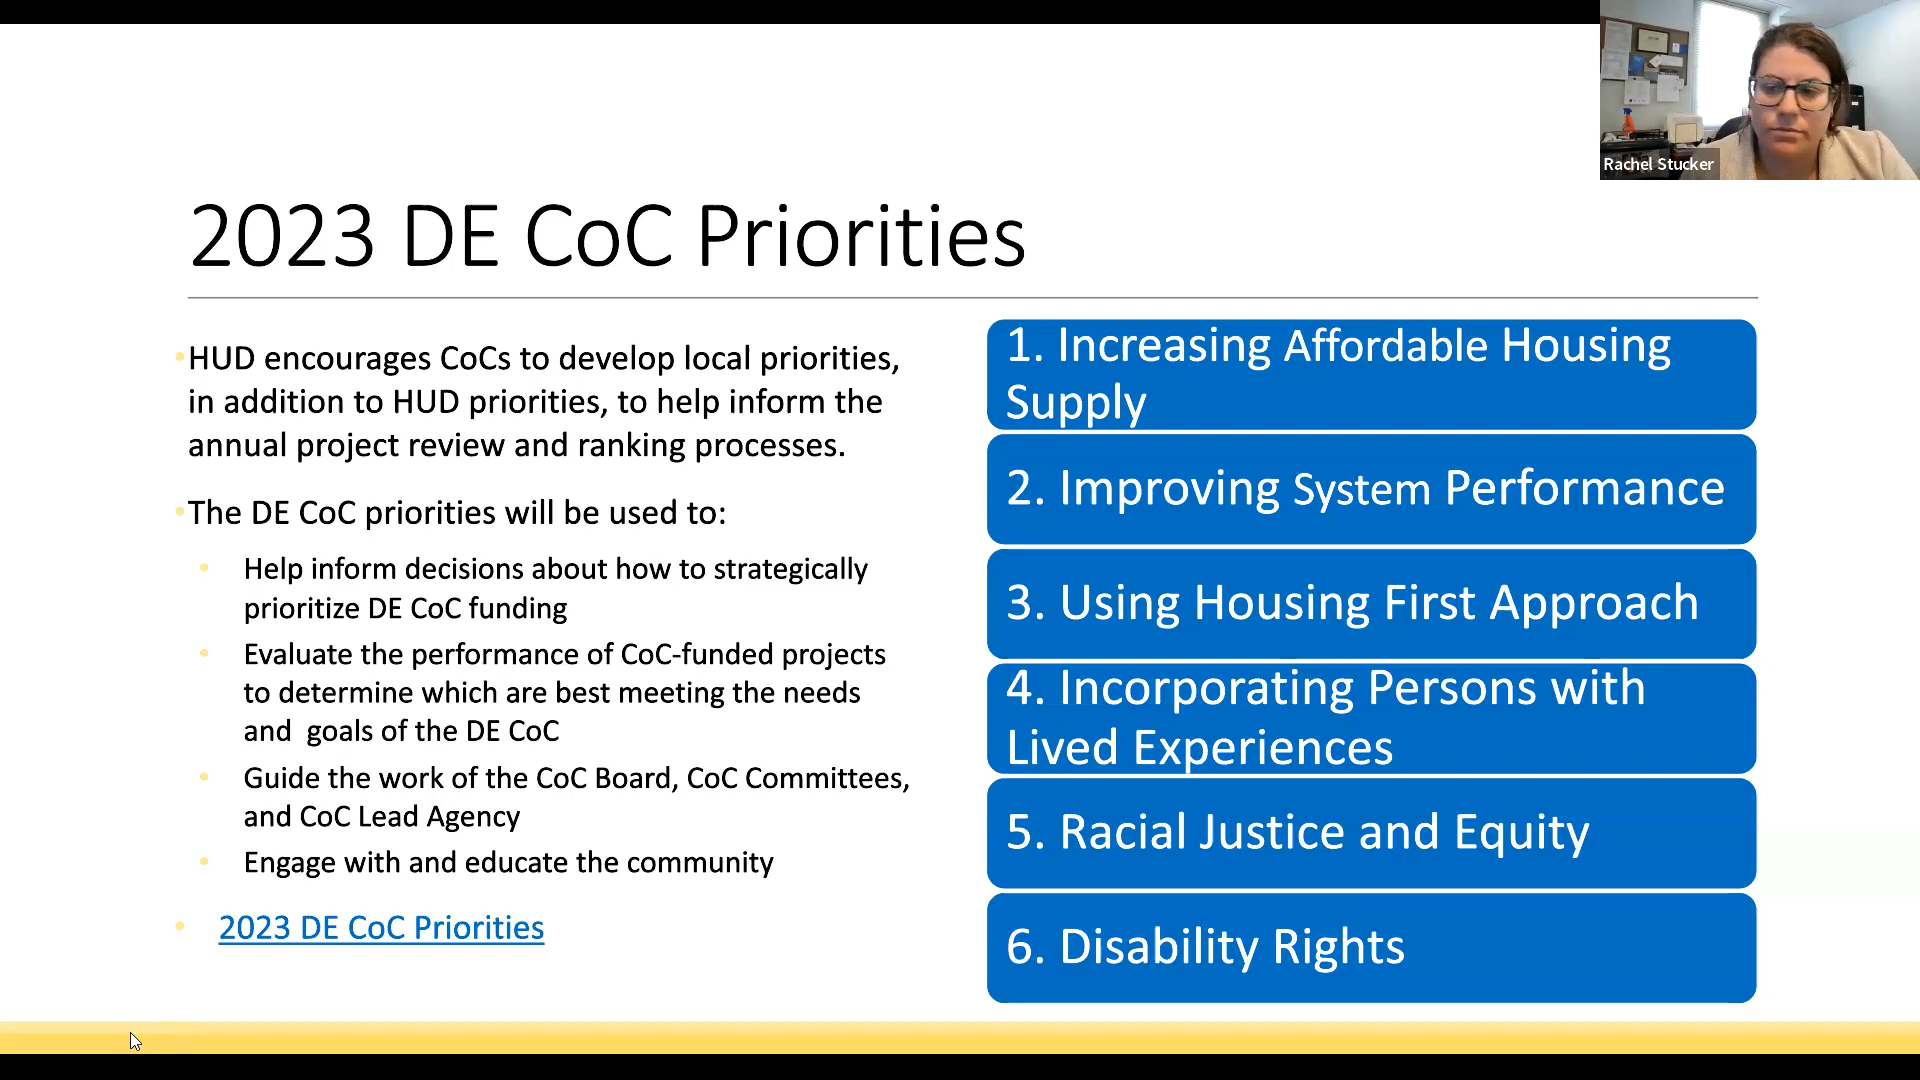 Rachel Stucker
2023 DE CoC Priorities
•HUD encourages CoCs to develop local priorities,
in addition to HUD priorities, to help inform the
annual project review and ranking processes.
•The DE CoC priorities will be used to:
• Help inform decisions about how to strategically
prioritize DE CoC funding
• Evaluate the performance of CoC-funded projects
to determine which are best meeting the needs
and  goals of the DE CoC
• Guide the work of the CoC Board, CoC Committees,
and CoC Lead Agency
• Engage with and educate the community
• 2023 DE CoC Priorities
1. Increasing Affordable Housing
Supply
2. Improving System Performance
3. Using Housing First Approach
4. Incorporating Persons with
Lived Experiences
5. Racial Justice and Equity
6. Disability Rights